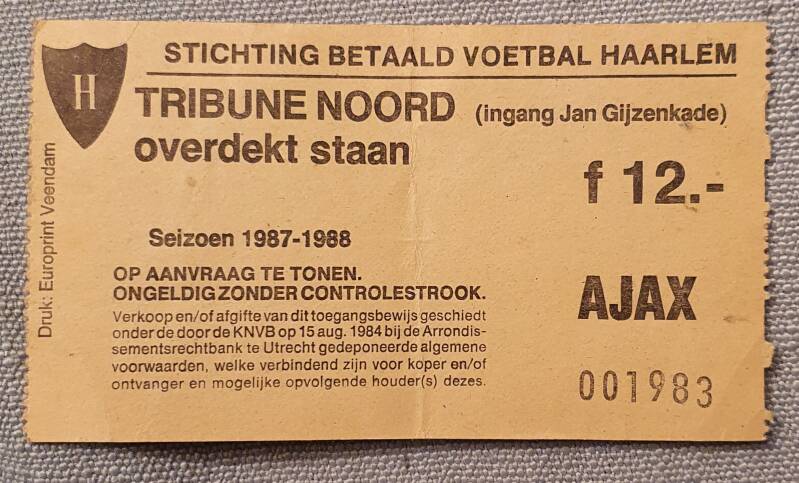 H
STICHTING BETAALD VOETBAL HAARLEM
TRIBUNE NOORD (ingang Jan Gijzenkade)
overdekt staan
f 12.-
Seizoen 1987-1988
OP AANVRAAG TE TONEN.
ONGELDIG ZONDER CONTROLESTROOK.
AJAX
Verkoop en/of afgifte van dit toegangsbewijs geschiedt
onder de door de KNVB op 15 aug. 1984 bij de Arrondis-
sementsrechtbank te Utrecht gedeponeerde algemene
voorwaarden, welke verbindend zijn voor koper en/of
ontvanger en mogelijke opvolgende houder(s) dezes.
001983
Druk: Europrint Veendam